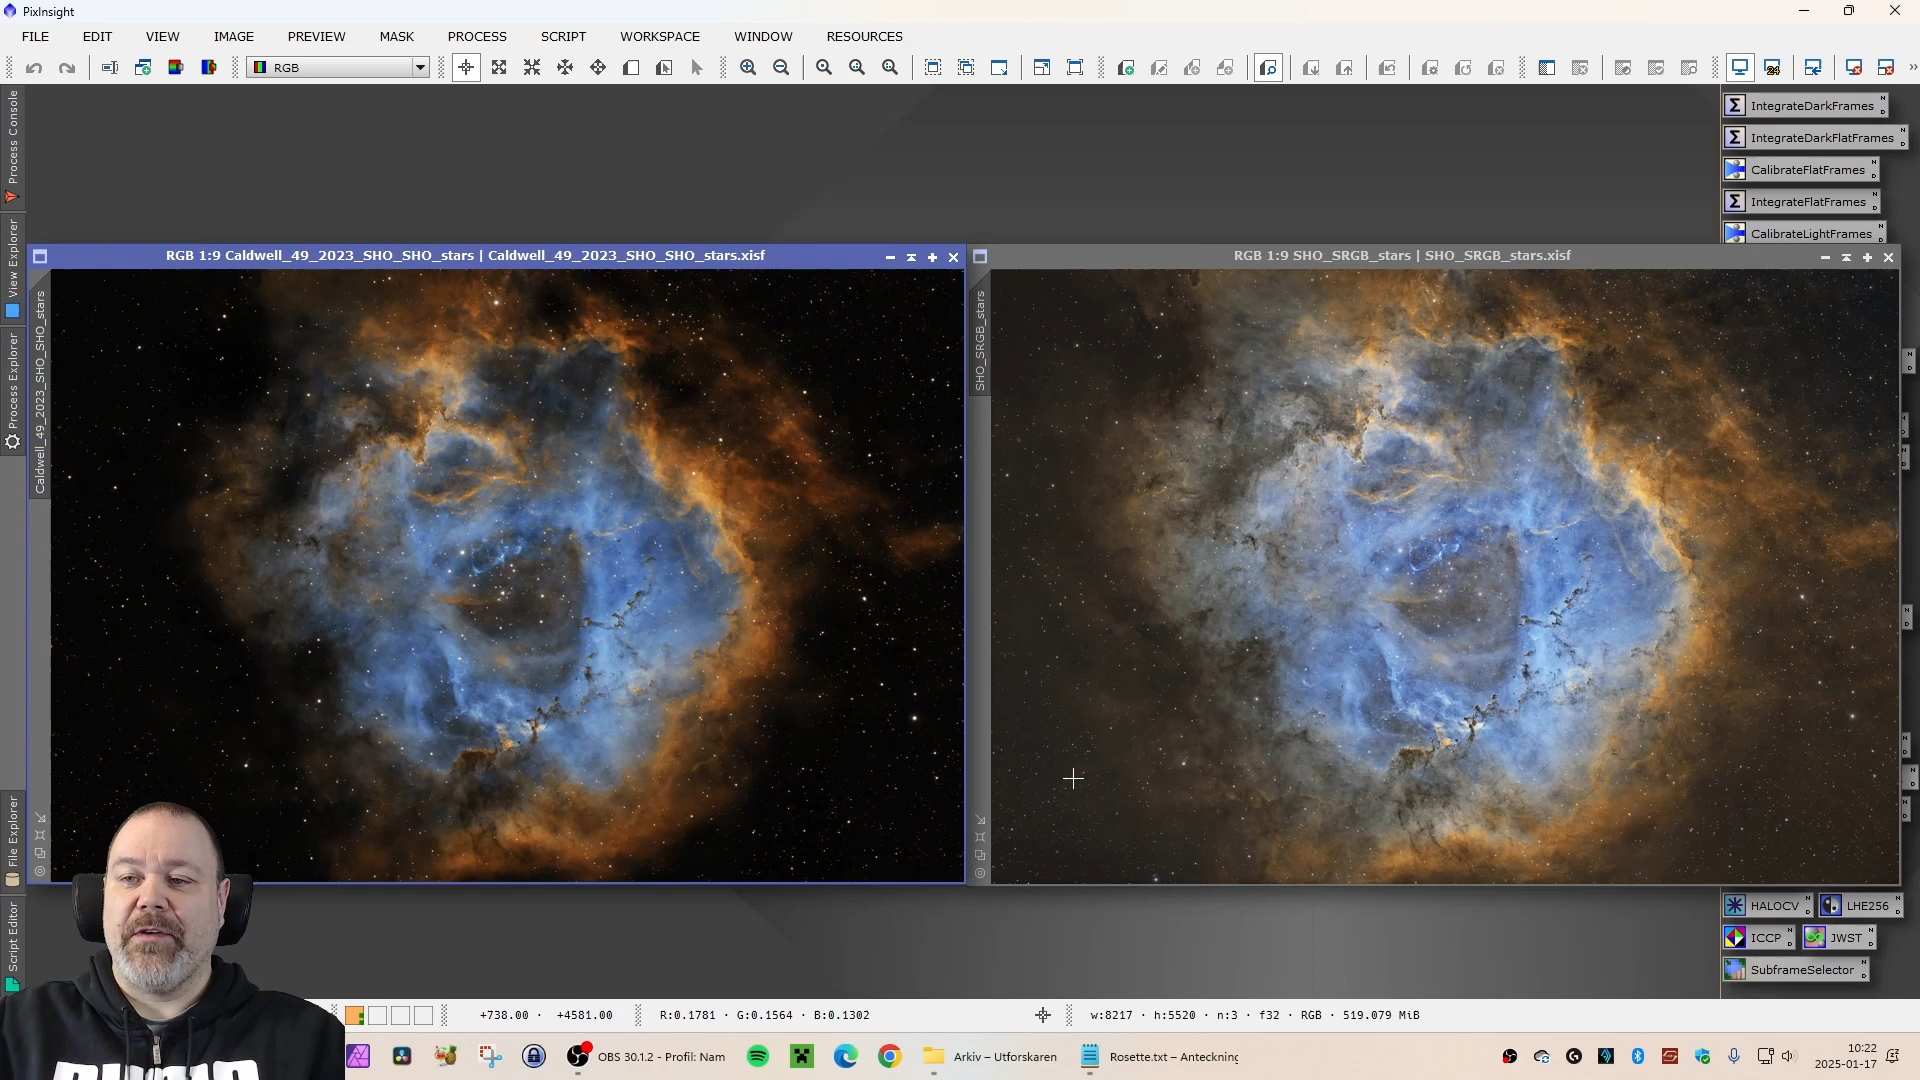 PixInsight
FILE EDIT VIEW IMAGE PREVIEW MASK PROCESS SCRIPT WORKSPACE WINDOW RESOURCES
RGB
24
Process Console
View Explorer
Process Explorer
File Explorer
Script Editor
RGB 1:9 Caldwell_49_2023_SHO_SHO_stars | Caldwell_49_2023_SHO_SHO_stars.xisf
Caldwell_49_2023_SHO_SHO_stars
RGB 1:9 SHO_SRGB_stars | SHO_SRGB_stars.xisf
SHO_SRGB_stars
IntegrateDarkFrames
IntegrateDarkFlatFrames
CalibrateFlatFrames
IntegrateFlatFrames
CalibrateLightFrames
HALOCV LHE256
ICCP JWST
SubframeSelector
+738.00 · +4581.00 R:0.1781 · G:0.1564 · B:0.1302 w:8217 · h:5520 · n:3 · f32 · RGB · 519.079 MiB
OBS 30.1.2 - Profil: Nam Arkiv – Utforskaren Rosette.txt – Anteckning
10:22
2025-01-17